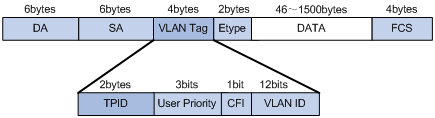 6bytes 6bytes 4bytes 2bytes 46~1500bytes 4bytes
DA SA VLAN Tag Etype DATA FCS
2bytes 3bits 1bit 12bits
TPID User Priority CFI VLAN ID